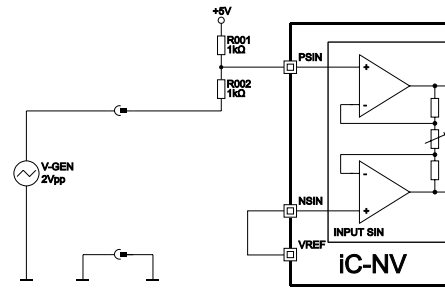 +5V
R001
1kΩ
PSIN
R002
1kΩ
+
-
V-GEN
2Vpp
-
NSIN
+
INPUT SIN
VREF
iC-NV